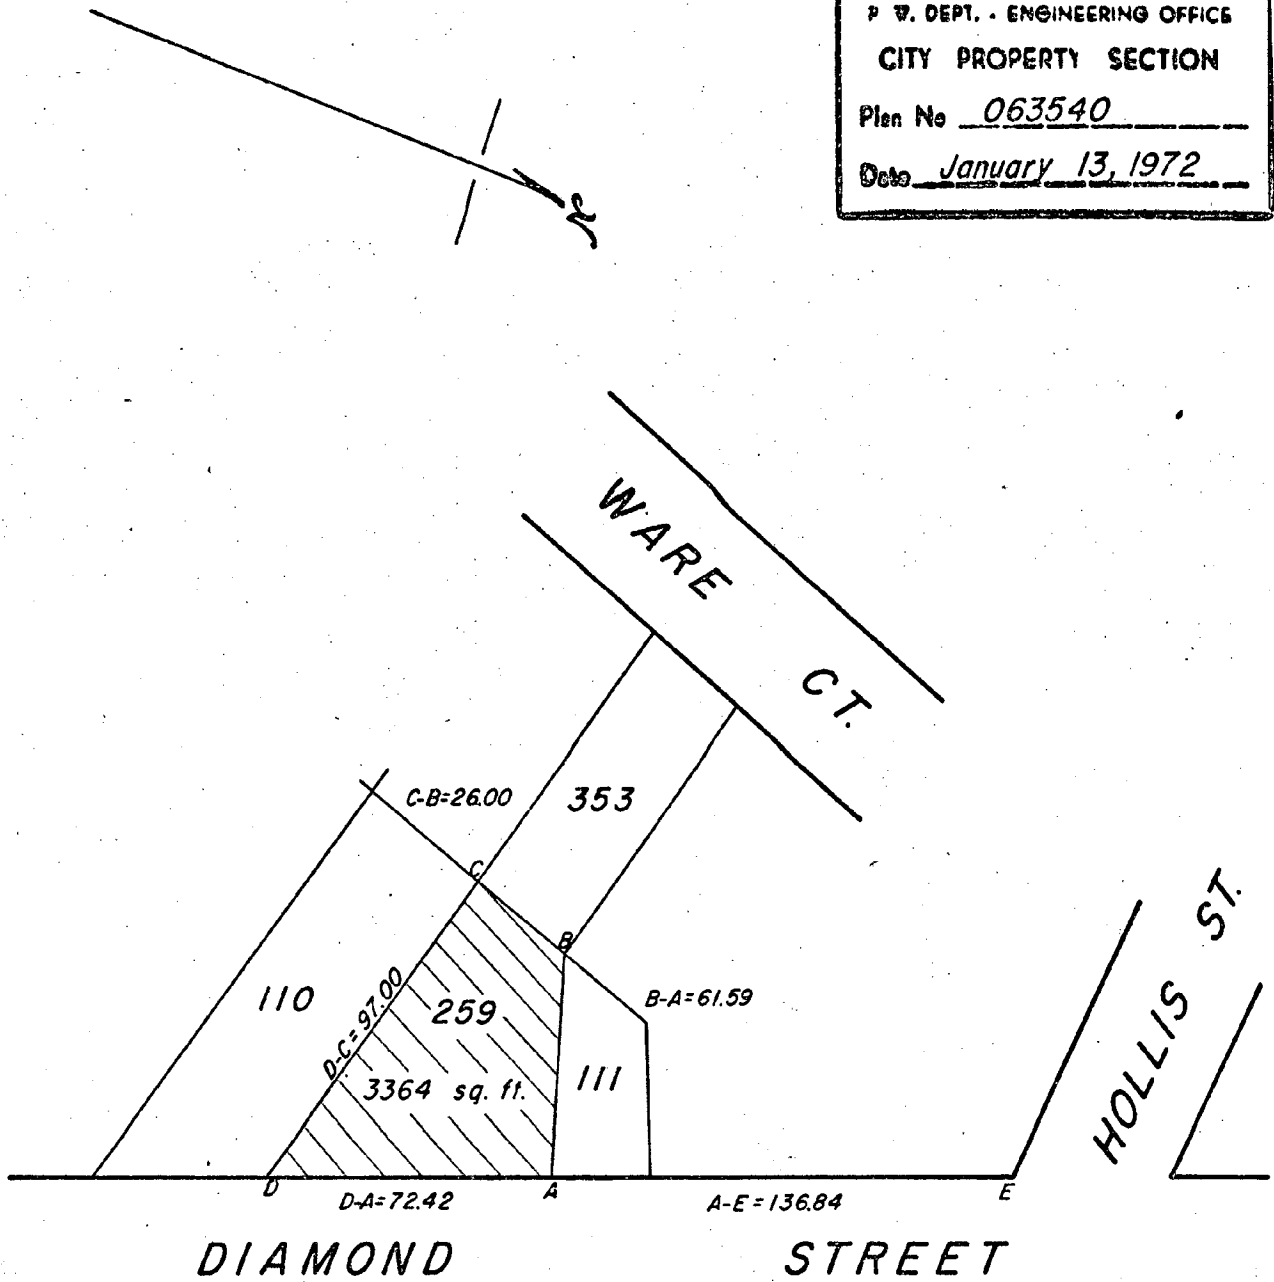 P W. DEPT. - ENGINEERING OFFICE
CITY PROPERTY SECTION
Plan No 063540
Date January 13, 1972
N
WARE CT.
C-B=26.00
353
C
B
110
D-C=97.00
259
B-A=61.59
3364 sq. ft.
111
HOLLIS ST.
D
A
E
D-A=72.42
A-E=136.84
DIAMOND STREET